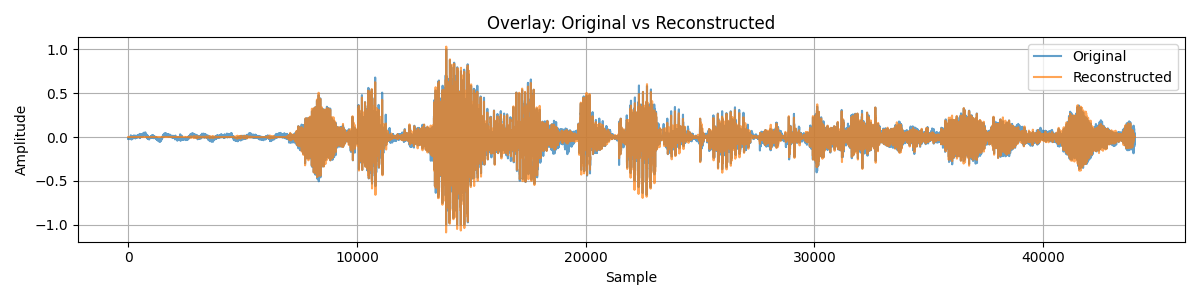 Overlay: Original vs Reconstructed
Original
Reconstructed
Amplitude
1.0
0.5
0.0
−0.5
−1.0
0
10000
20000
30000
40000
Sample